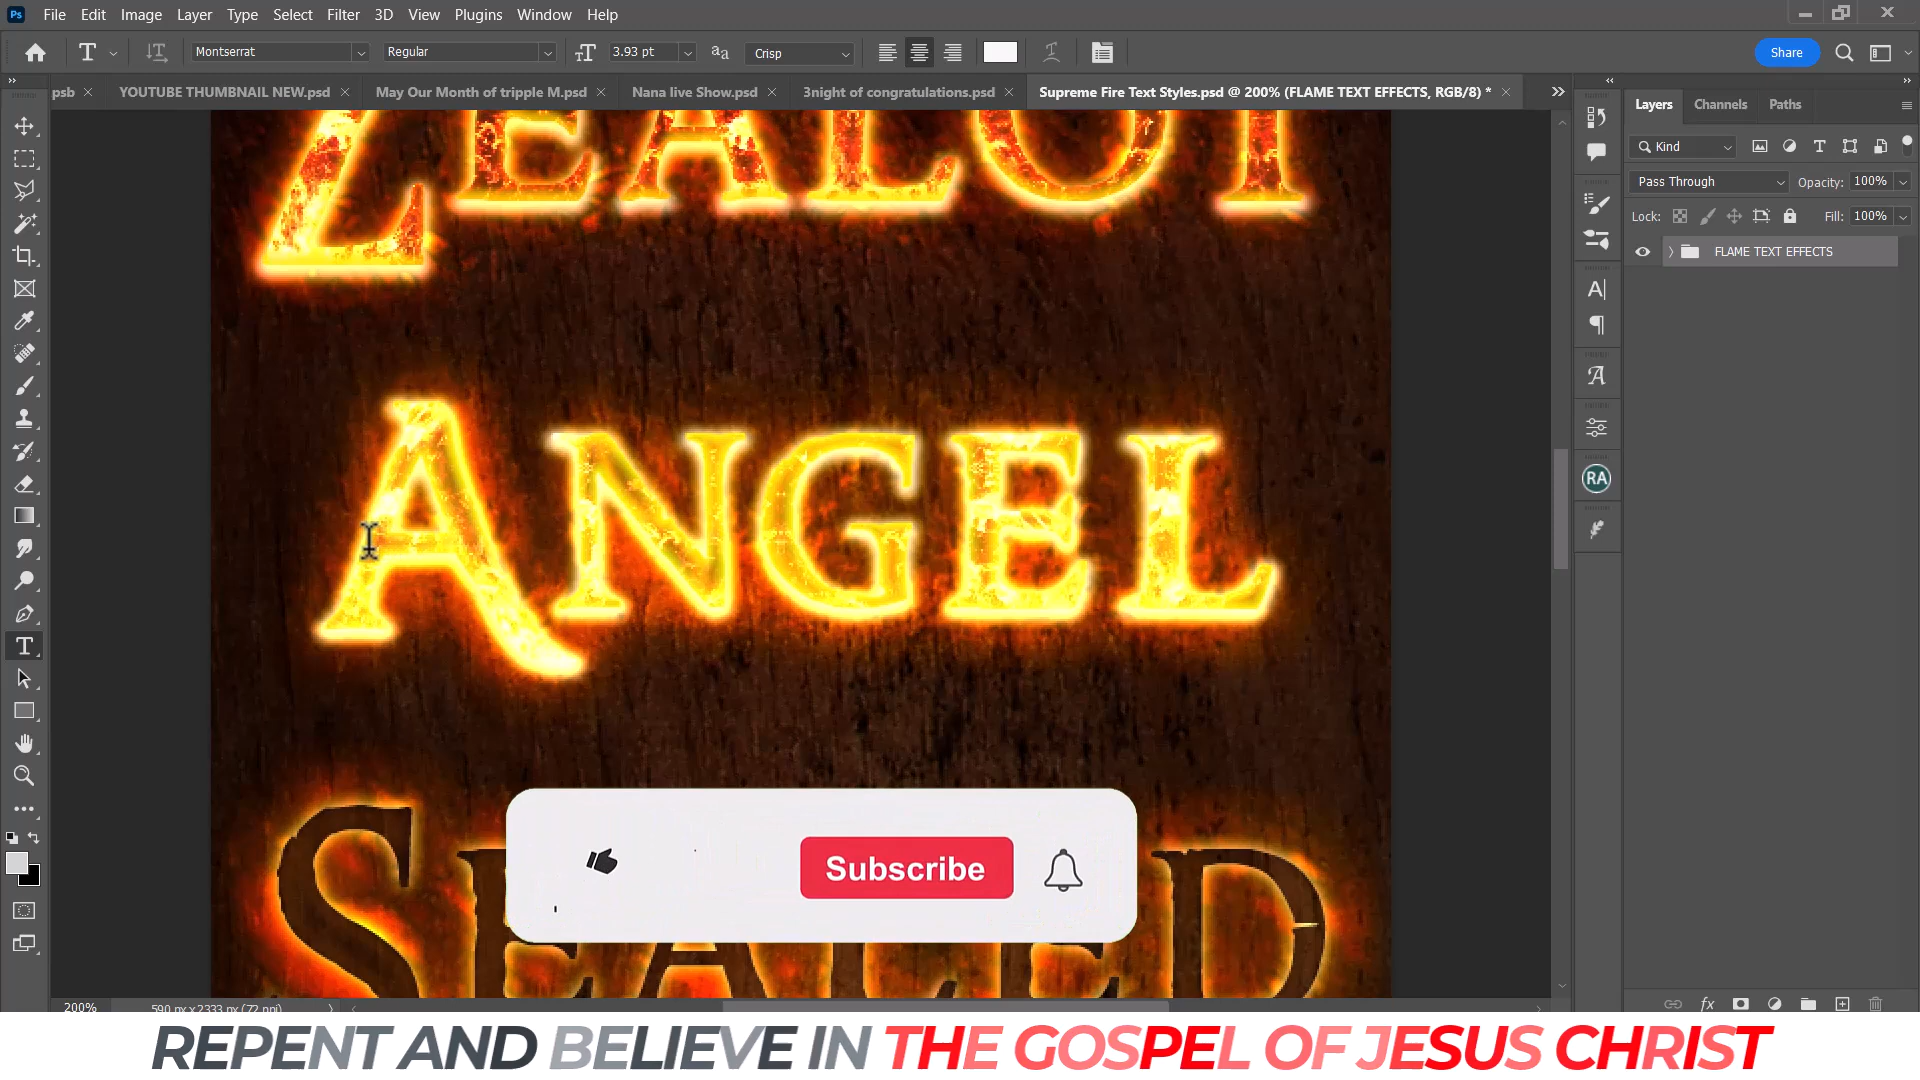 Ps File Edit Image Layer Type Select Filter 3D View Plugins Window Help
T Montserrat Regular 3.93 pt aa Crisp Share
psb YOUTUBE THUMBNAIL NEW.psd May Our Month of tripple M.psd Nana live Show.psd 3night of congratulations.psd Supreme Fire Text Styles.psd @ 200% (FLAME TEXT EFFECTS, RGB/8) *
Layers Channels Paths
Kind
Pass Through Opacity: 100%
Lock: Fill: 100%
FLAME TEXT EFFECTS
RA
ZEALOT
ANGEL
SEALED
Subscribe
200% 590 px x 2333 px (72 ppi)
fx
REPENT AND BELIEVE IN THE GOSPEL OF JESUS CHRIST